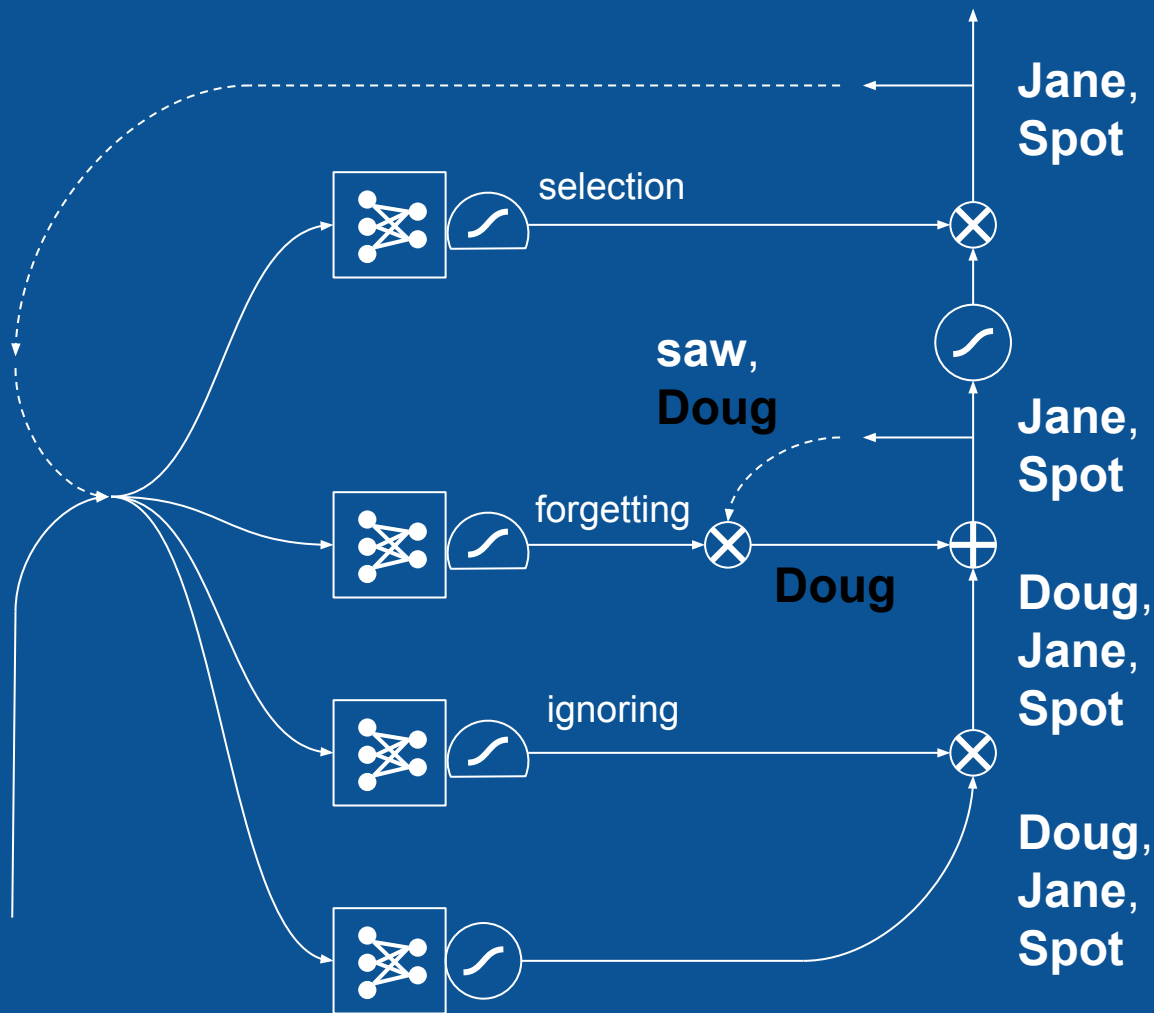 Jane,
Spot
selection
saw,
Doug
Jane,
Spot
forgetting
Doug
Doug,
Jane,
Spot
ignoring
Doug,
Jane,
Spot